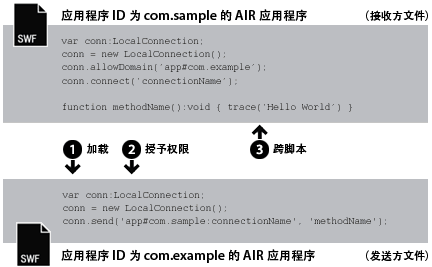 应用程序 ID 为 com.sample 的 AIR 应用程序 (接收方文件)
SWF
var conn:LocalConnection;
conn = new LocalConnection();
conn.allowDomain('app#com.example');
conn.connect('connectionName');
function methodName():void { trace('Hello World') }
1 加载 2 授予权限 3 跨脚本
var conn:LocalConnection;
conn = new LocalConnection();
conn.send('app#com.sample:connectionName', 'methodName');
SWF
应用程序 ID 为 com.example 的 AIR 应用程序 (发送方文件)